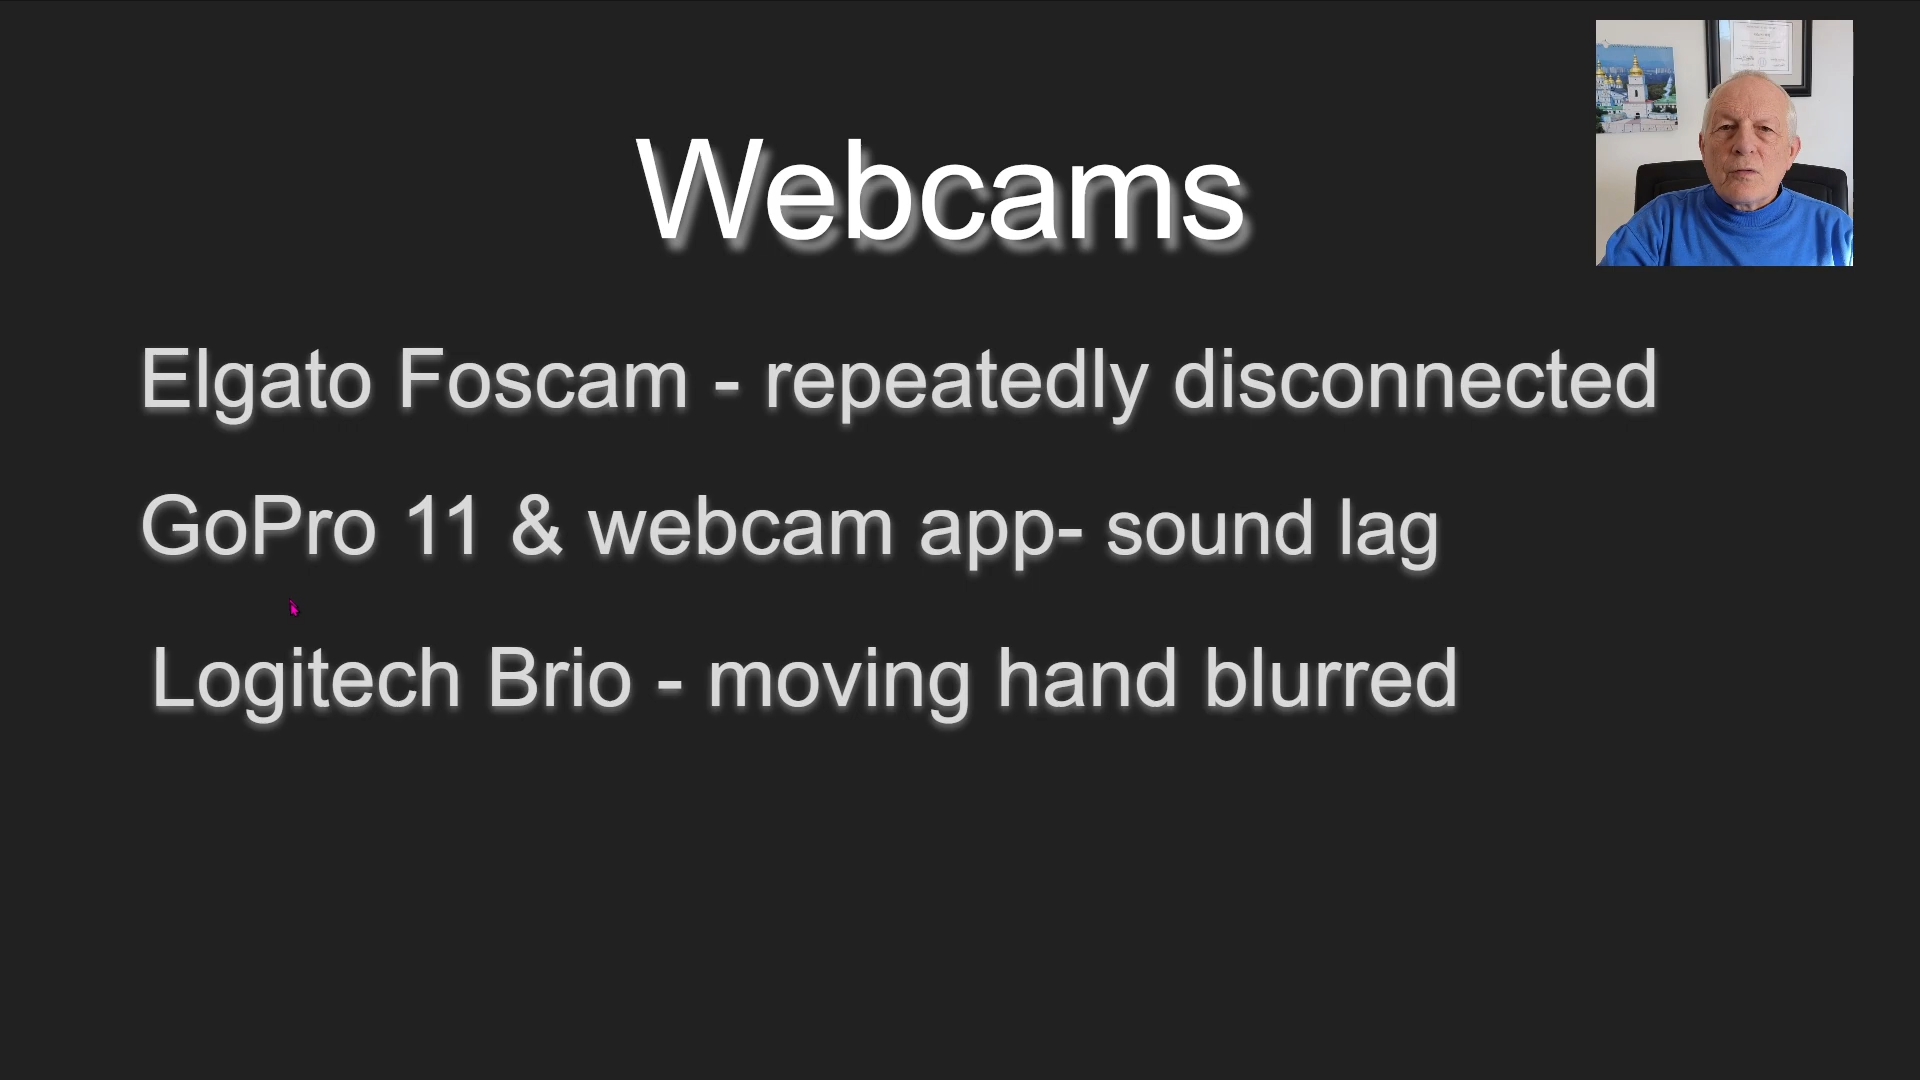 Webcams
Elgato Foscam - repeatedly disconnected
GoPro 11 & webcam app- sound lag
Logitech Brio - moving hand blurred